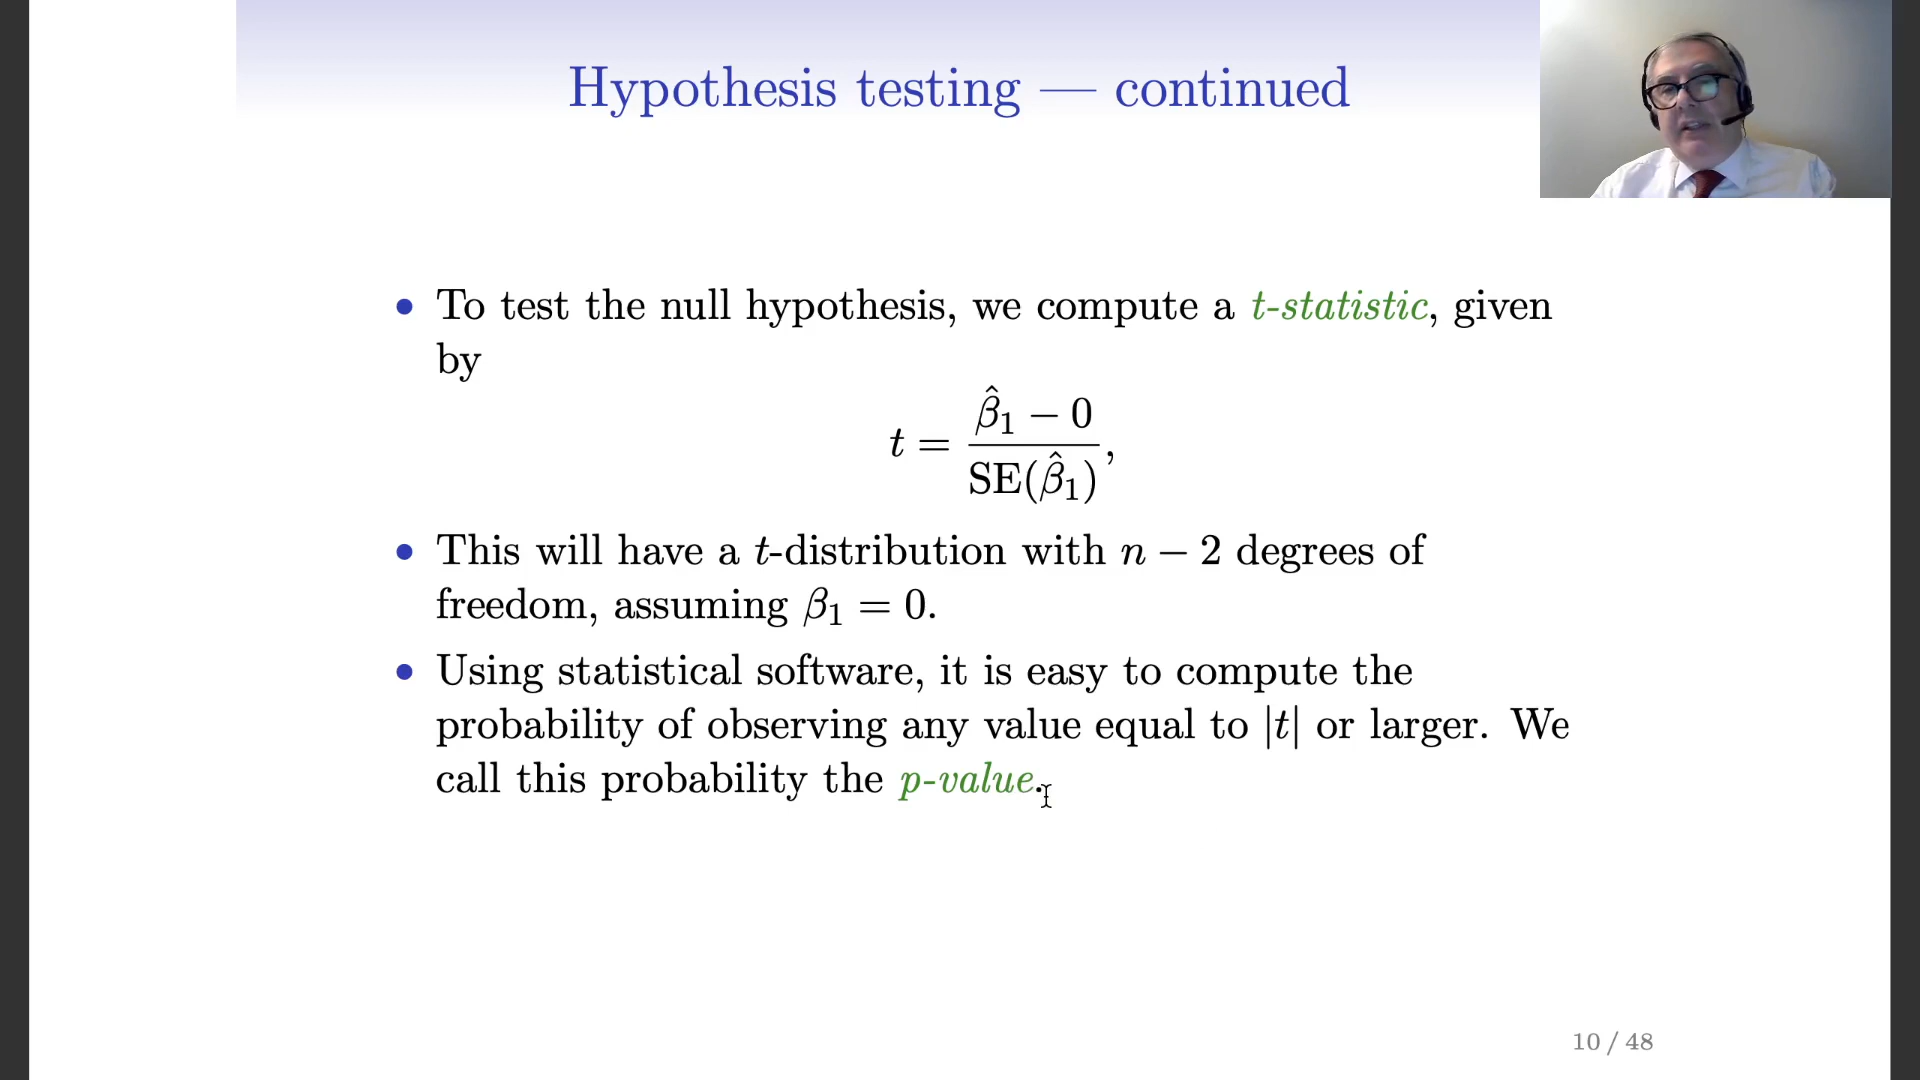 Hypothesis testing — continued
• To test the null hypothesis, we compute a t-statistic, given
by
t = (β̂₁ − 0) / SE(β̂₁),
• This will have a t-distribution with n − 2 degrees of
freedom, assuming β₁ = 0.
• Using statistical software, it is easy to compute the
probability of observing any value equal to |t| or larger. We
call this probability the p-value.
10 / 48